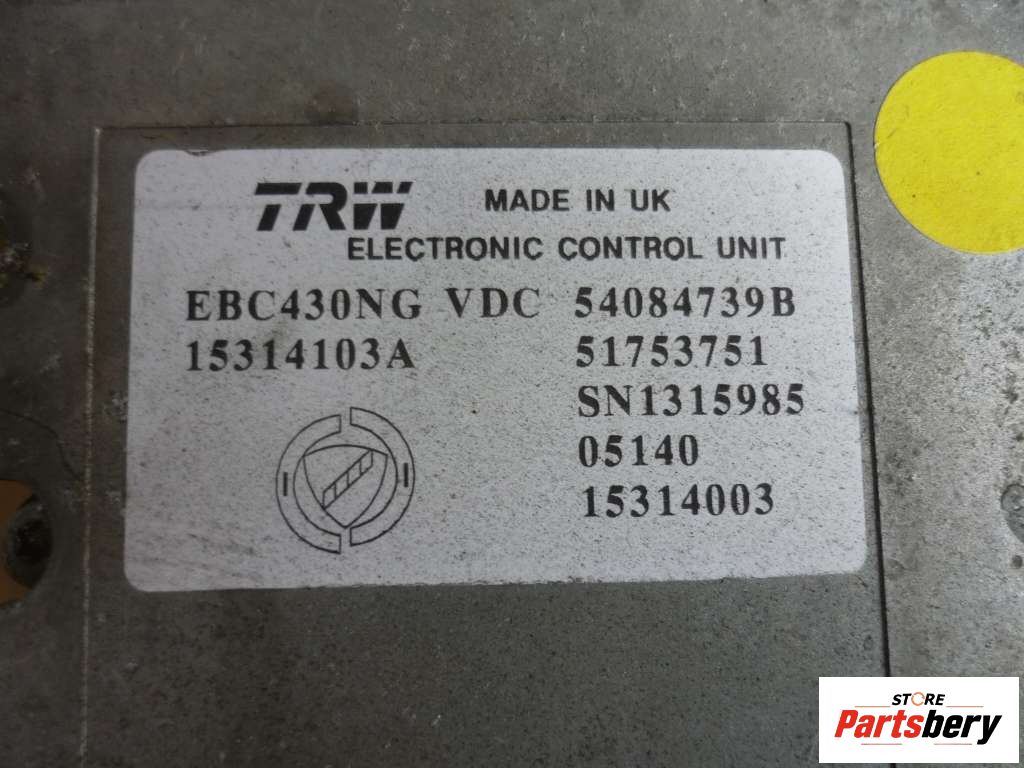 TRW MADE IN UK
ELECTRONIC CONTROL UNIT
EBC430NG VDC 54084739B
15314103A 51753751
SN1315985
05140
15314003
STORE
Partsbery